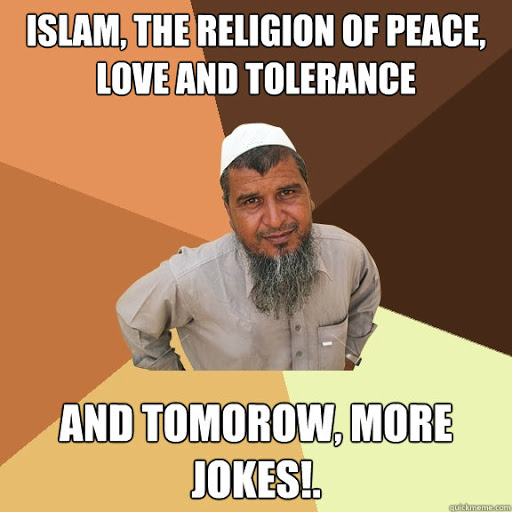 ISLAM, THE RELIGION OF PEACE,
LOVE AND TOLERANCE
AND TOMOROW, MORE
JOKES!.
quickmeme.com